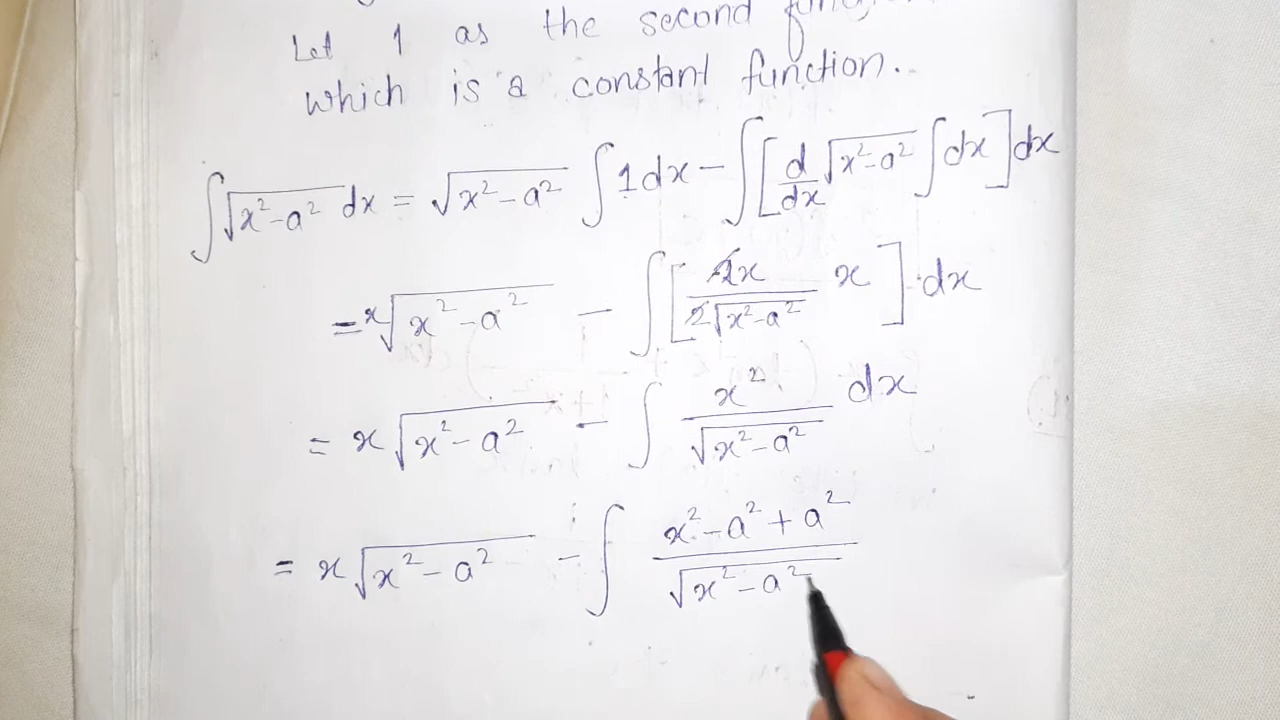 Let 1 as the second
which is a constant function.
∫√(x²-a²) dx = √(x²-a²) ∫1dx - ∫[d/dx √(x²-a²) ∫dx]dx
= x√(x²-a²) - ∫[2x/(2√(x²-a²)) x] dx
= x√(x²-a²) - ∫ x²/√(x²-a²) dx
= x√(x²-a²) - ∫ (x²-a²+a²)/√(x²-a²)